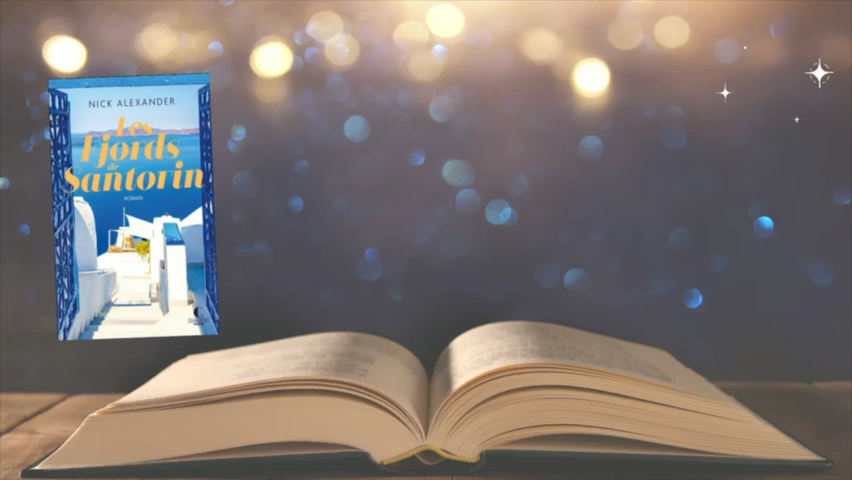 NICK ALEXANDER
Les
Fjords
de
Santorin
ROMAN